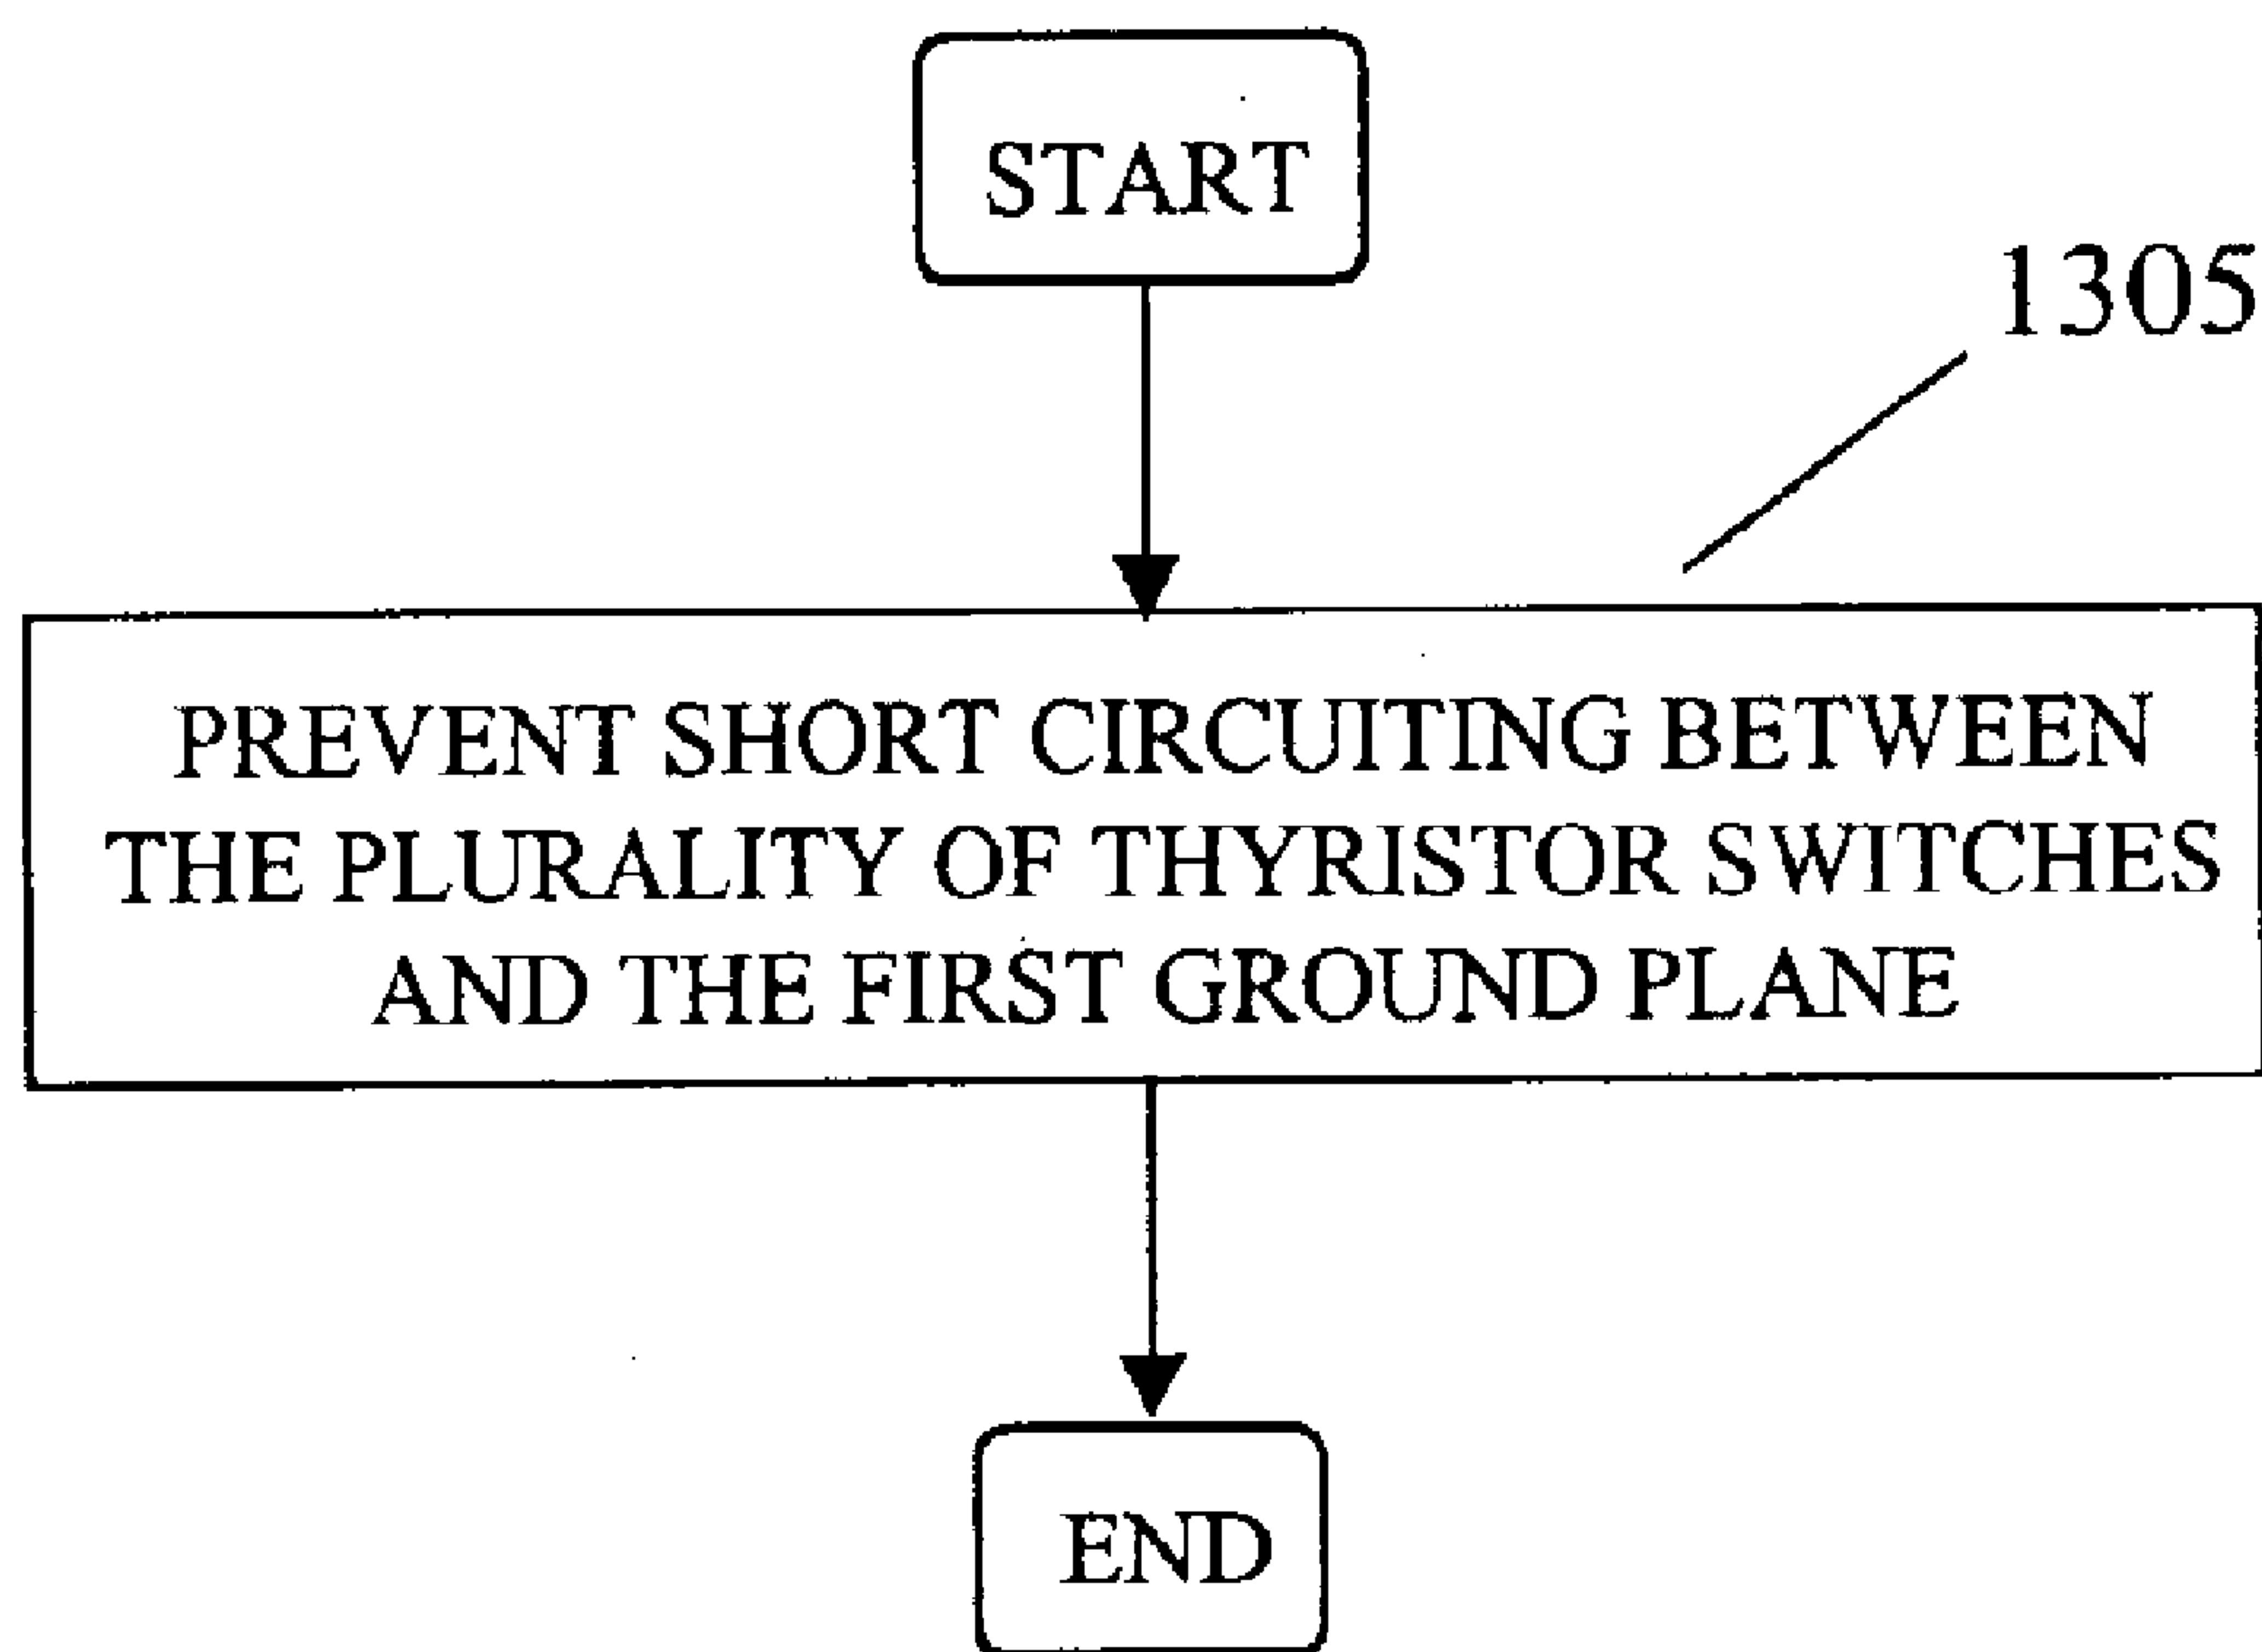 START
1305
PREVENT SHORT CIRCUITING BETWEEN
THE PLURALITY OF THYRISTOR SWITCHES
AND THE FIRST GROUND PLANE
END